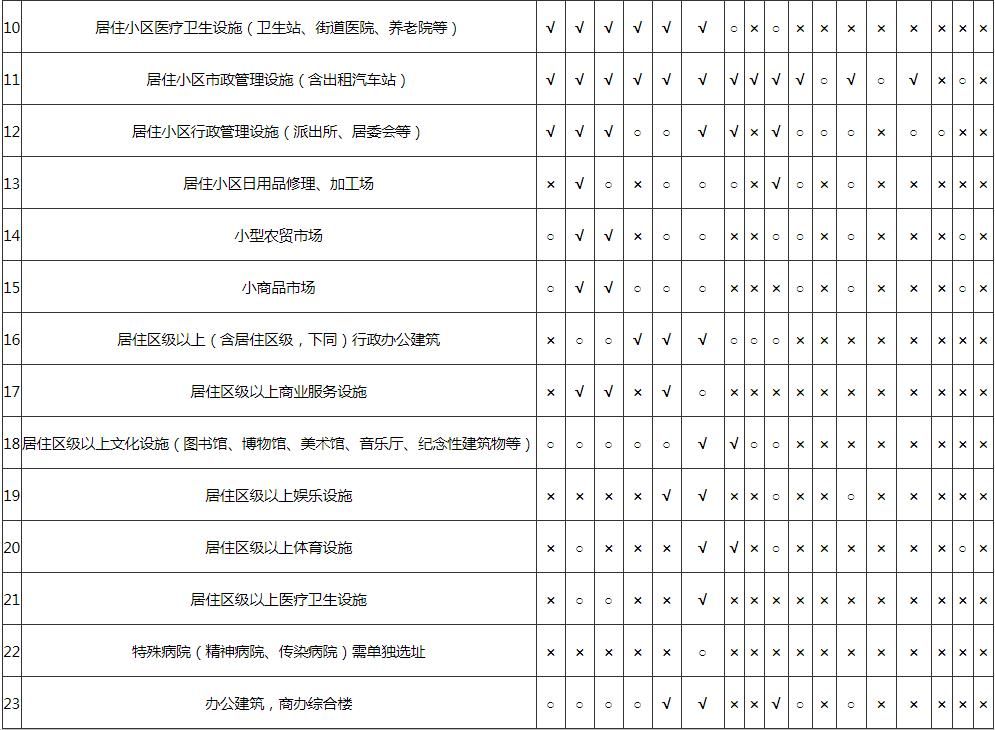 10 居住小区医疗卫生设施（卫生站、街道医院、养老院等） √ √ √ √ √ √ ○ × ○ × × × × × × × ×
11 居住小区市政管理设施（含出租汽车站） √ √ √ √ √ √ √ √ √ √ ○ √ ○ √ × ○ ×
12 居住小区行政管理设施（派出所、居委会等） √ √ √ ○ ○ √ √ × √ ○ ○ ○ × ○ ○ × ×
13 居住小区日用品修理、加工场 × √ ○ × ○ ○ ○ × √ ○ × ○ × × × × ×
14 小型农贸市场 ○ √ √ × ○ ○ × × ○ ○ × ○ × × × ○ ×
15 小商品市场 ○ √ √ ○ ○ ○ × × × ○ × ○ × × × ○ ×
16 居住区级以上（含居住区级，下同）行政办公建筑 × ○ ○ √ √ √ ○ ○ ○ × × × × × × × ×
17 居住区级以上商业服务设施 × √ √ × √ ○ × × × × × × × × × × ×
18 居住区级以上文化设施（图书馆、博物馆、美术馆、音乐厅、纪念性建筑物等） ○ ○ ○ ○ ○ √ √ ○ ○ × × × × × × × ×
19 居住区级以上娱乐设施 × × × × √ √ × × ○ × × ○ × × × × ×
20 居住区级以上体育设施 × ○ × × × √ √ × ○ × × × × × × ○ ×
21 居住区级以上医疗卫生设施 × ○ ○ × × √ × × × × × × × × × × ×
22 特殊病院（精神病院、传染病院）需单独选址 × × × × × ○ × × × × × × × × × × ×
23 办公建筑，商办综合楼 ○ ○ ○ ○ √ √ × × √ ○ × ○ × × × × ×